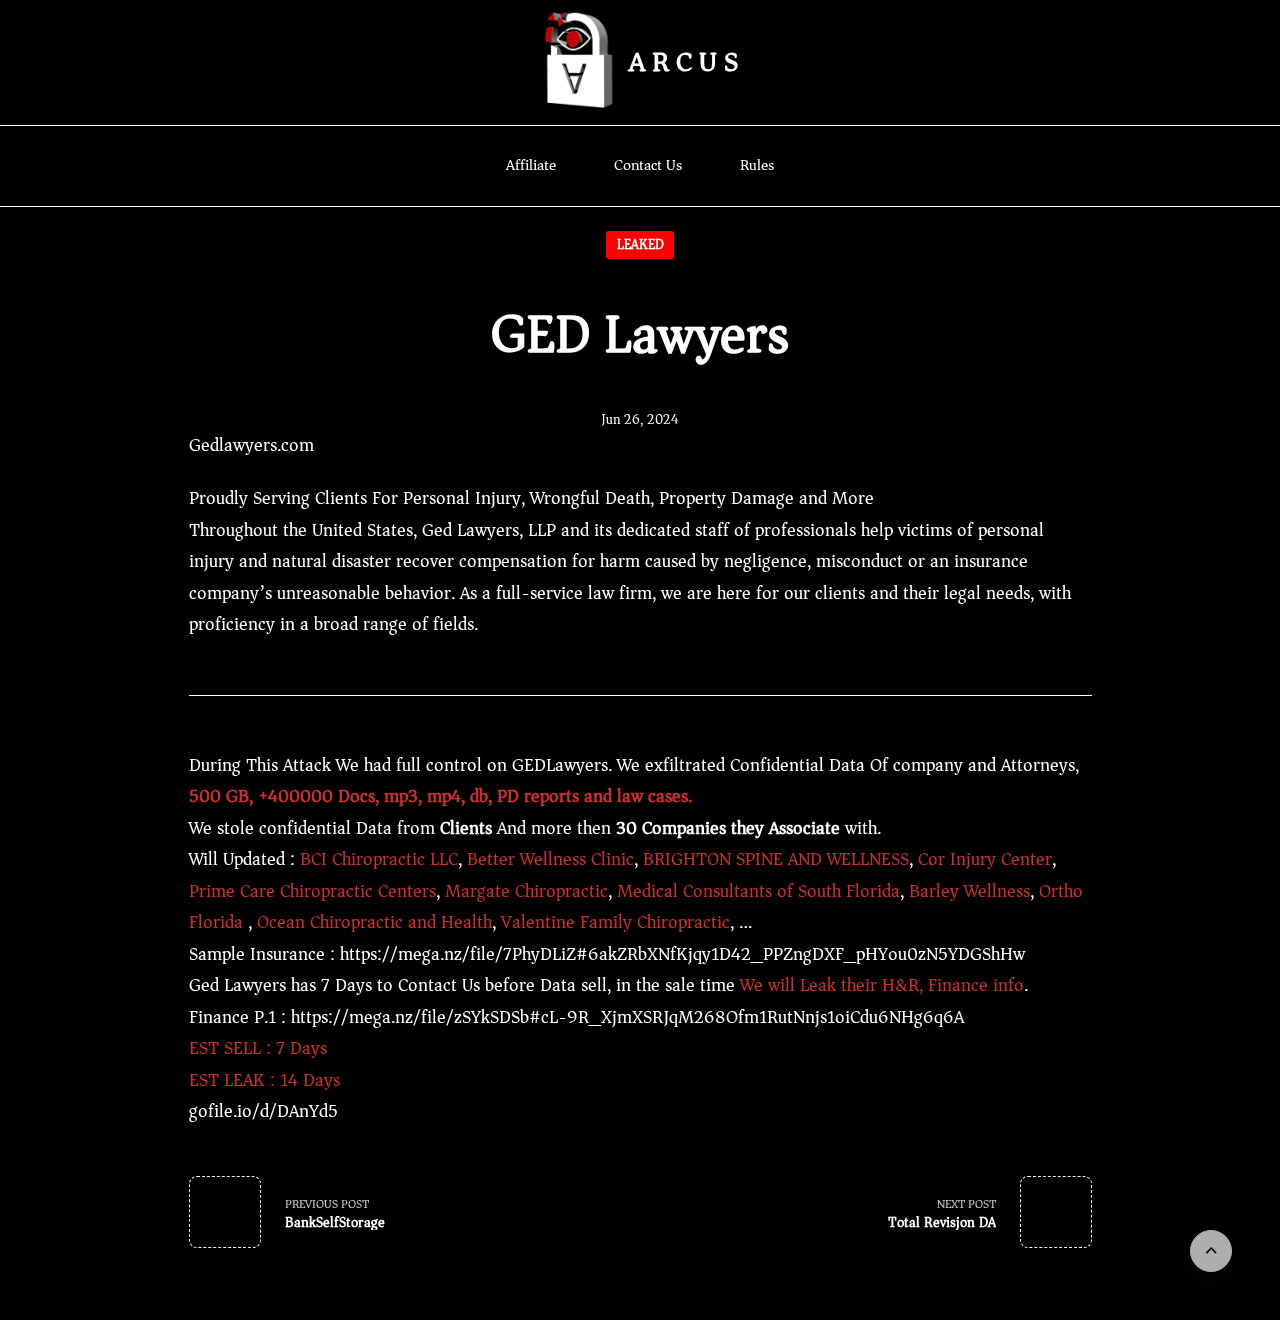 ARCUS
Affiliate Contact Us Rules
LEAKED
GED Lawyers
Jun 26, 2024
Gedlawyers.com
Proudly Serving Clients For Personal Injury, Wrongful Death, Property Damage and More
Throughout the United States, Ged Lawyers, LLP and its dedicated staff of professionals help victims of personal
injury and natural disaster recover compensation for harm caused by negligence, misconduct or an insurance
company’s unreasonable behavior. As a full-service law firm, we are here for our clients and their legal needs, with
proficiency in a broad range of fields.
During This Attack We had full control on GEDLawyers. We exfiltrated Confidential Data Of company and Attorneys,
500 GB, +400000 Docs, mp3, mp4, db, PD reports and law cases.
We stole confidential Data from Clients And more then 30 Companies they Associate with.
Will Updated : BCI Chiropractic LLC, Better Wellness Clinic, BRIGHTON SPINE AND WELLNESS, Cor Injury Center,
Prime Care Chiropractic Centers, Margate Chiropractic, Medical Consultants of South Florida, Barley Wellness, Ortho
Florida , Ocean Chiropractic and Health, Valentine Family Chiropractic, …
Sample Insurance : https://mega.nz/file/7PhyDLiZ#6akZRbXNfKjqy1D42_PPZngDXF_pHYou0zN5YDGShHw
Ged Lawyers has 7 Days to Contact Us before Data sell, in the sale time We will Leak their H&R, Finance info.
Finance P.1 : https://mega.nz/file/zSYkSDSb#cL-9R_XjmXSRJqM268Ofm1RutNnjs1oiCdu6NHg6q6A
EST SELL : 7 Days
EST LEAK : 14 Days
gofile.io/d/DAnYd5
PREVIOUS POST
BankSelfStorage
NEXT POST
Total Revisjon DA